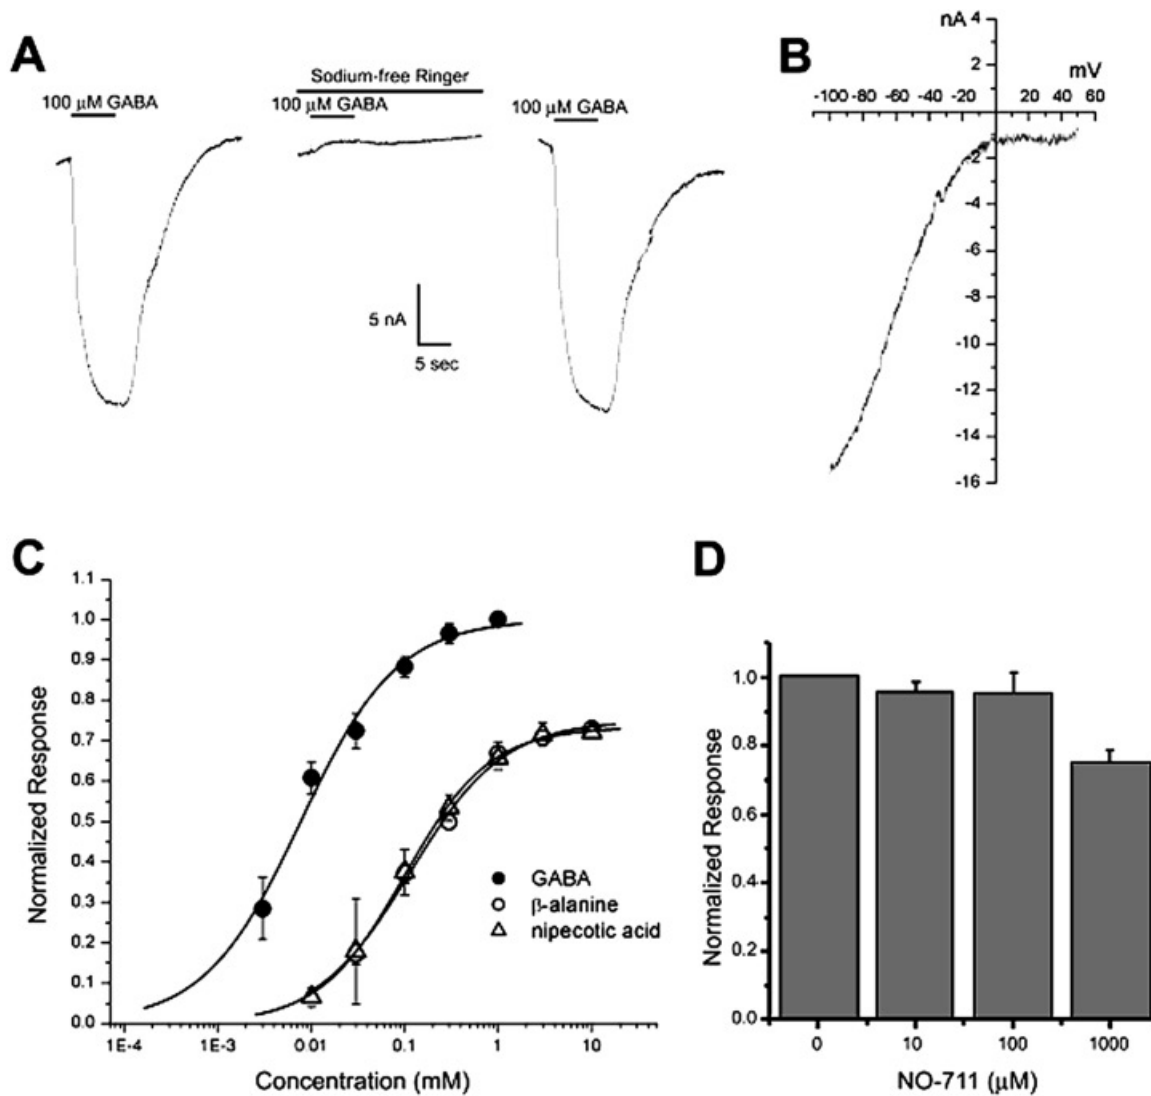 A
Sodium-free Ringer
100 μM GABA
100 μM GABA
100 μM GABA
5 nA
5 sec
B
nA
mV
4
2
-2
-4
-6
-8
-10
-12
-14
-16
-100 -80 -60 -40 -20 20 40 60
C
Normalized Response
1.1
1.0
0.9
0.8
0.7
0.6
0.5
0.4
0.3
0.2
0.1
0.0
GABA
β-alanine
nipecotic acid
1E-4 1E-3 0.01 0.1 1 10
Concentration (mM)
D
Normalized Response
1.0
0.8
0.6
0.4
0.2
0.0
0 10 100 1000
NO-711 (μM)